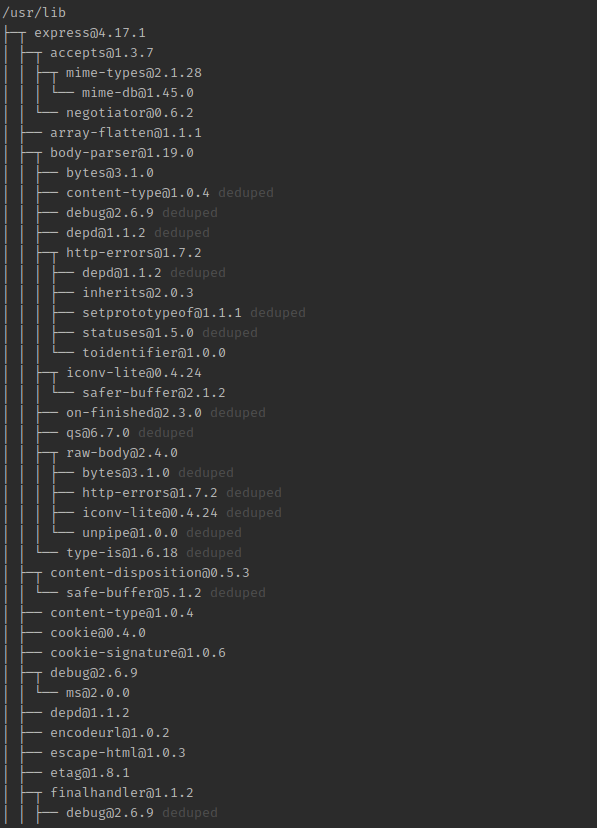 /usr/lib
├─┬ express@4.17.1
│ ├─┬ accepts@1.3.7
│ │ ├─┬ mime-types@2.1.28
│ │ │ └── mime-db@1.45.0
│ │ └── negotiator@0.6.2
│ ├── array-flatten@1.1.1
│ ├─┬ body-parser@1.19.0
│ │ ├── bytes@3.1.0
│ │ ├── content-type@1.0.4 deduped
│ │ ├── debug@2.6.9 deduped
│ │ ├── depd@1.1.2 deduped
│ │ ├─┬ http-errors@1.7.2
│ │ │ ├── depd@1.1.2 deduped
│ │ │ ├── inherits@2.0.3
│ │ │ ├── setprototypeof@1.1.1 deduped
│ │ │ ├── statuses@1.5.0 deduped
│ │ │ └── toidentifier@1.0.0
│ │ ├─┬ iconv-lite@0.4.24
│ │ │ └── safer-buffer@2.1.2
│ │ ├── on-finished@2.3.0 deduped
│ │ ├── qs@6.7.0 deduped
│ │ ├─┬ raw-body@2.4.0
│ │ │ ├── bytes@3.1.0 deduped
│ │ │ ├── http-errors@1.7.2 deduped
│ │ │ ├── iconv-lite@0.4.24 deduped
│ │ │ └── unpipe@1.0.0 deduped
│ │ └── type-is@1.6.18 deduped
│ ├─┬ content-disposition@0.5.3
│ │ └── safe-buffer@5.1.2 deduped
│ ├── content-type@1.0.4
│ ├── cookie@0.4.0
│ ├── cookie-signature@1.0.6
│ ├─┬ debug@2.6.9
│ │ └── ms@2.0.0
│ ├── depd@1.1.2
│ ├── encodeurl@1.0.2
│ ├── escape-html@1.0.3
│ ├── etag@1.8.1
│ ├─┬ finalhandler@1.1.2
│ │ ├── debug@2.6.9 deduped